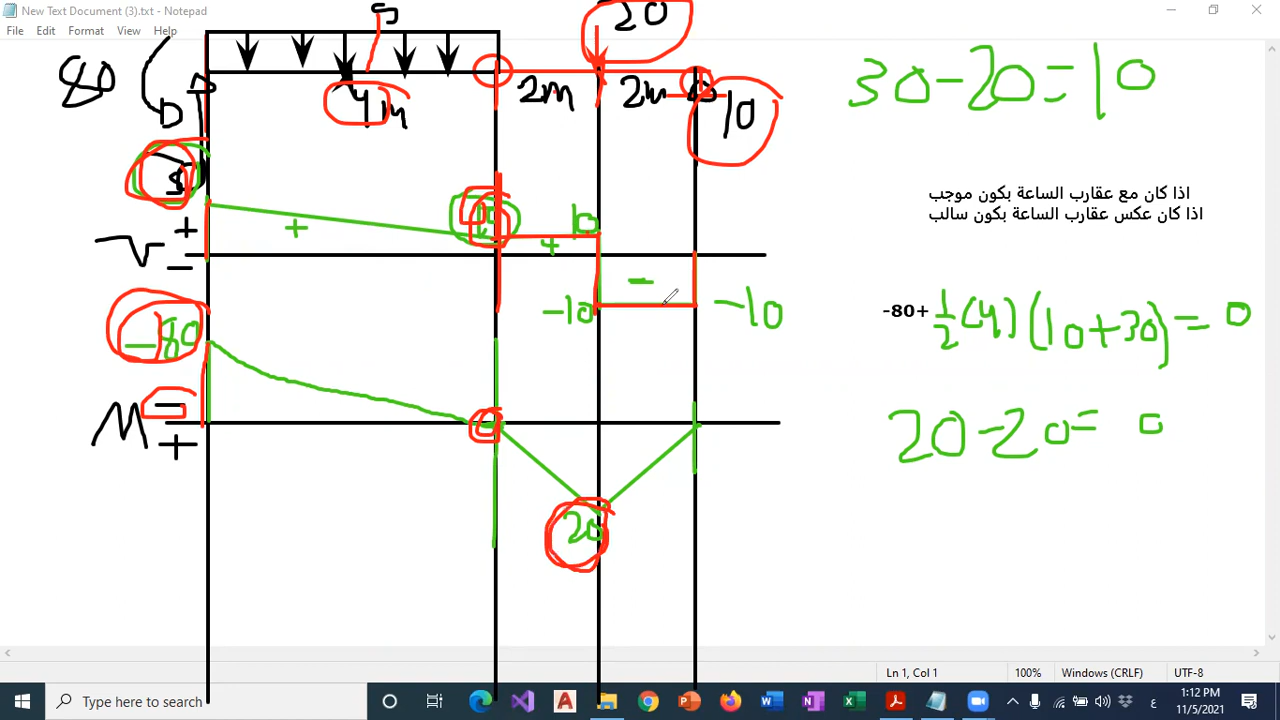 New Text Document (3).txt - Notepad
File Edit Format View Help
5
20
80
4m
2m
2m
10
30-20=10
اذا كان مع عقارب الساعة بكون موجب
اذا كان عكس عقارب الساعة بكون سالب
+
V
-
+
10
+
-
-10
-10
-80+ 1/2 (4) (10+30) = 0
-80
M
-
+
20-20= 0
20
Ln 1, Col 1 100% Windows (CRLF) UTF-8
Type here to search
1:12 PM
11/5/2021